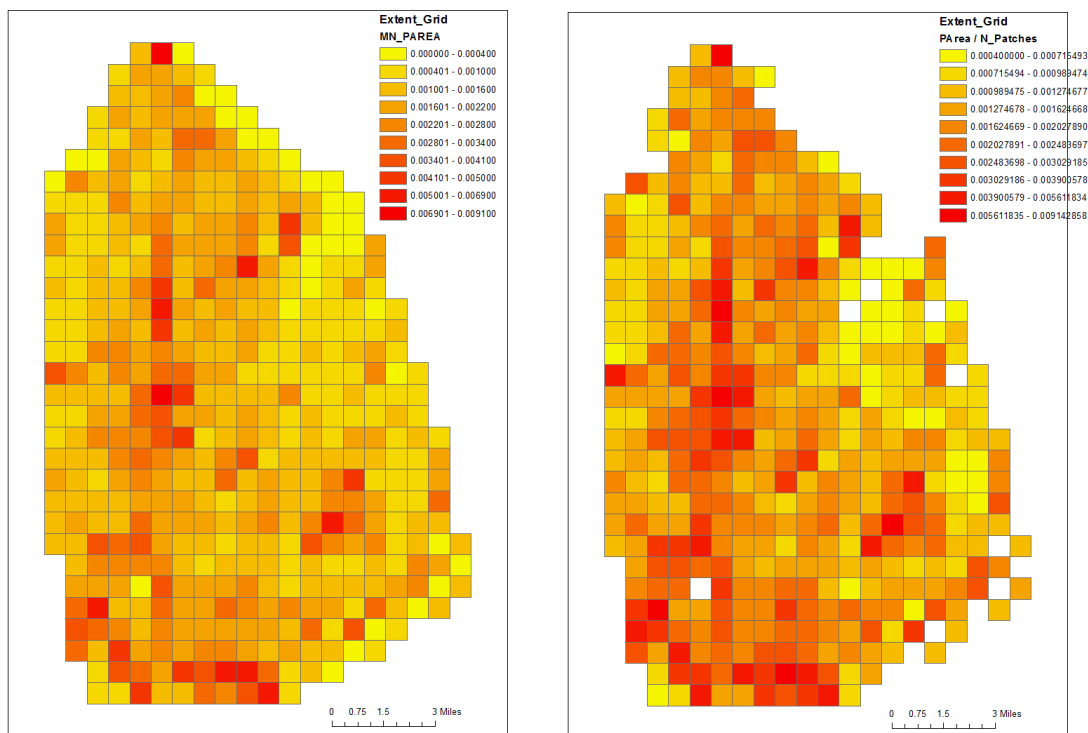 Extent_Grid
MN_PAREA
0.000000 - 0.000400
0.000401 - 0.001000
0.001001 - 0.001600
0.001601 - 0.002200
0.002201 - 0.002800
0.002801 - 0.003400
0.003401 - 0.004100
0.004101 - 0.005000
0.005001 - 0.006900
0.006901 - 0.009100
0 0.75 1.5 3 Miles
Extent_Grid
PArea / N_Patches
0.000400000 - 0.000715493
0.000715494 - 0.000989474
0.000989475 - 0.001274677
0.001274678 - 0.001624668
0.001624669 - 0.002027890
0.002027891 - 0.002483697
0.002483698 - 0.003029185
0.003029186 - 0.003900578
0.003900579 - 0.005611834
0.005611835 - 0.009142858
0 0.75 1.5 3 Miles